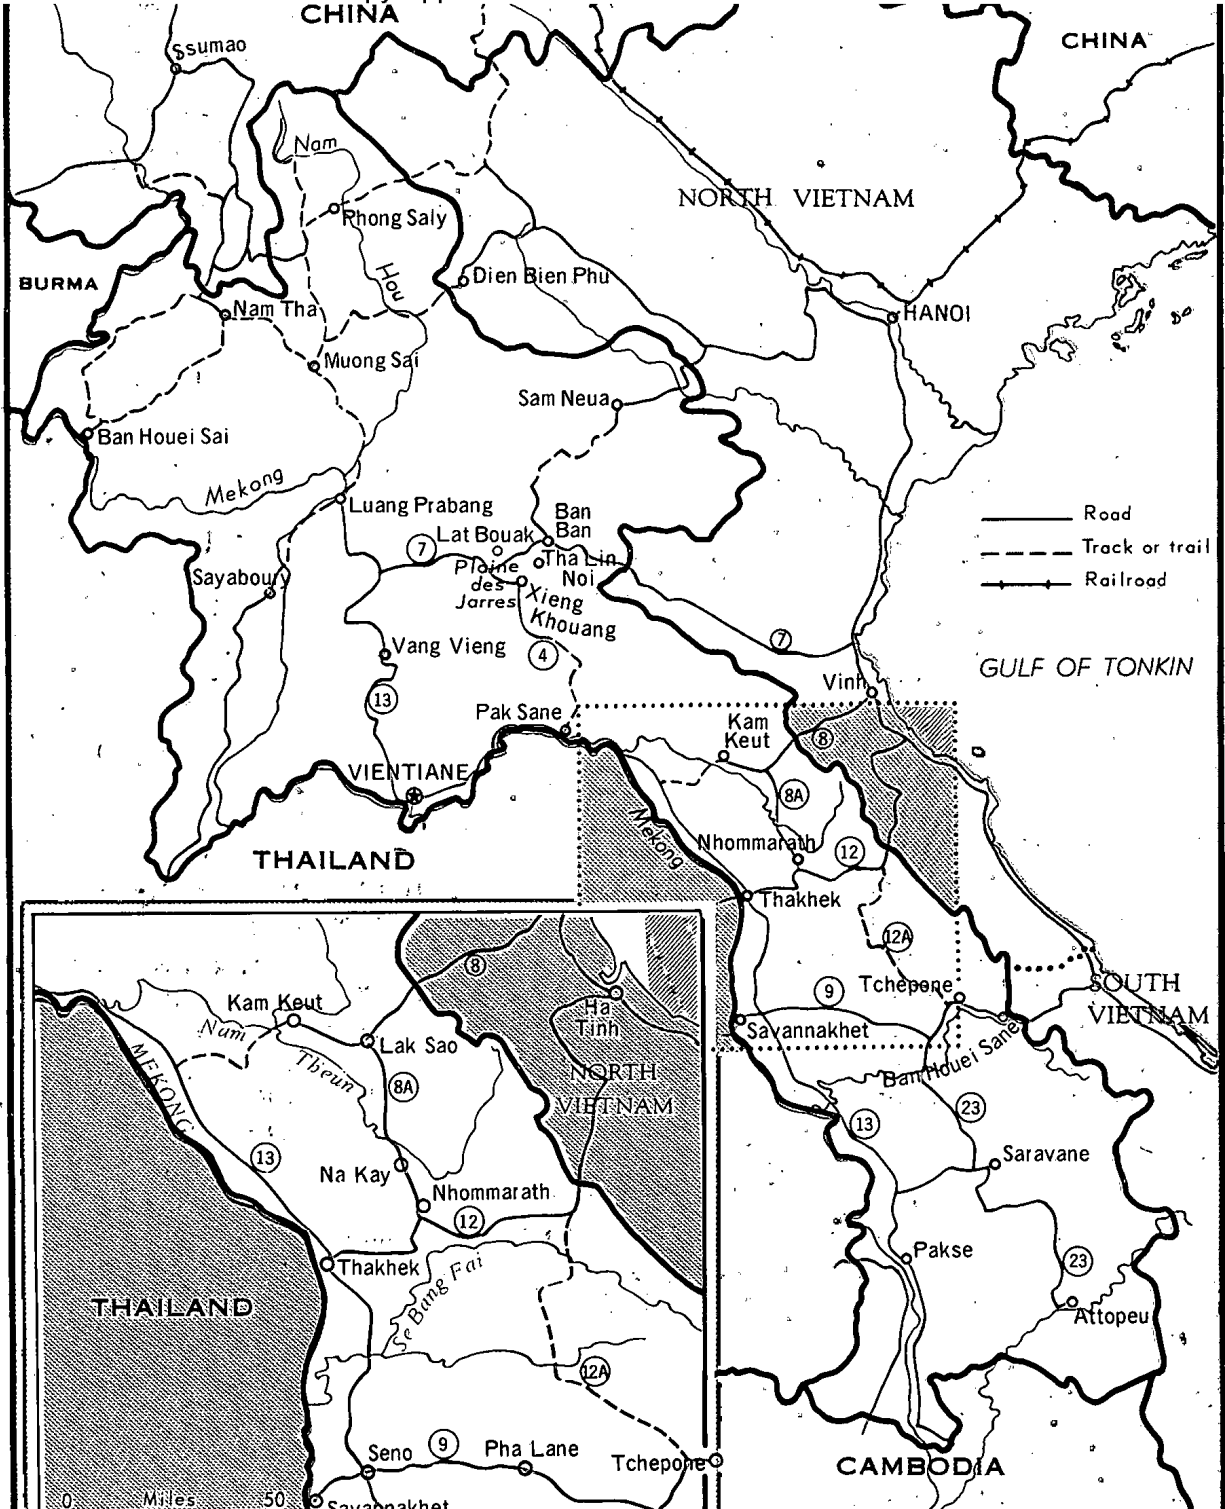 CHINA
CHINA
Ssumao
Nam
NORTH VIETNAM
Phong Saly
Hou
Dien Bien Phu
BURMA
Nam Tha
HANOI
Muong Sai
Sam Neua
Ban Houei Sai
Mekong
Luang Prabang
Ban
Ban
Road
Lat Bouak
7
Track or trail
Plaine
des
Jarres
Tha Lin
Noi
Sayaboury
Railroad
Xieng
Khouang
Vang Vieng
4
7
GULF OF TONKIN
13
Vinh
Pak Sane
Kam
Keut
8
VIENTIANE
8A
Mekong
Nhommarath
12
THAILAND
Thakhek
12A
Tchepone
SOUTH
VIETNAM
9
Savannakhet
Ban Houei Sane
23
13
Saravane
Pakse
23
Attopeu
CAMBODIA
8
Kam Keut
Ha
Tinh
Nam
Theun
Lak Sao
MEKONG
NORTH
VIETNAM
8A
13
Na Kay
Nhommarath
12
Thakhek
Se Bang Fai
THAILAND
12A
Seno
9
Pha Lane
Tchepone
0 Miles 50
Savannakhet